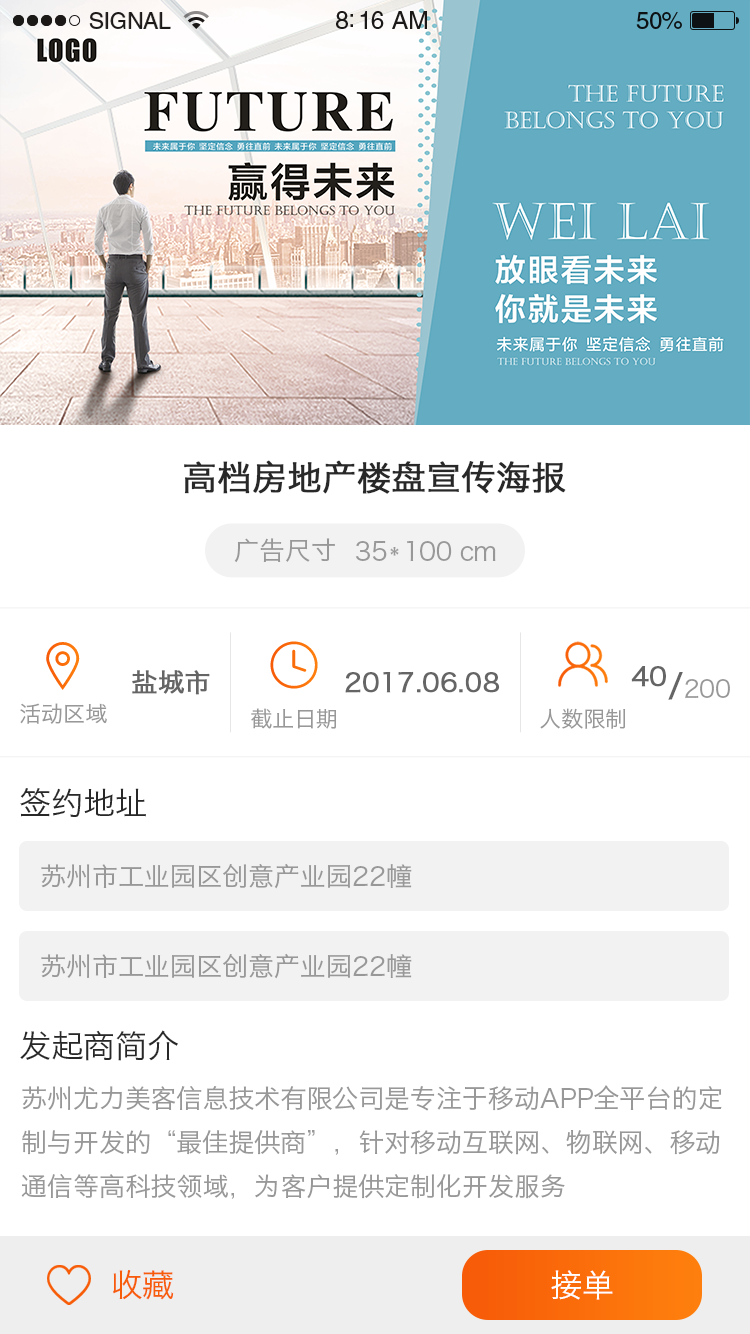 SIGNAL
8:16 AM
50%
LOGO
FUTURE
未来属于你 坚定信念 勇往直前 未来属于你 坚定信念 勇往直前
赢得未来
THE FUTURE BELONGS TO YOU
THE FUTURE
BELONGS TO YOU
WEI LAI
放眼看未来
你就是未来
未来属于你 坚定信念 勇往直前
THE FUTURE BELONGS TO YOU
高档房地产楼盘宣传海报
广告尺寸 35*100 cm
活动区域
盐城市
截止日期
2017.06.08
人数限制
40/200
签约地址
苏州市工业园区创意产业园22幢
苏州市工业园区创意产业园22幢
发起商简介
苏州尤力美客信息技术有限公司是专注于移动APP全平台的定
制与开发的“最佳提供商”，针对移动互联网、物联网、移动
通信等高科技领域，为客户提供定制化开发服务
收藏
接单